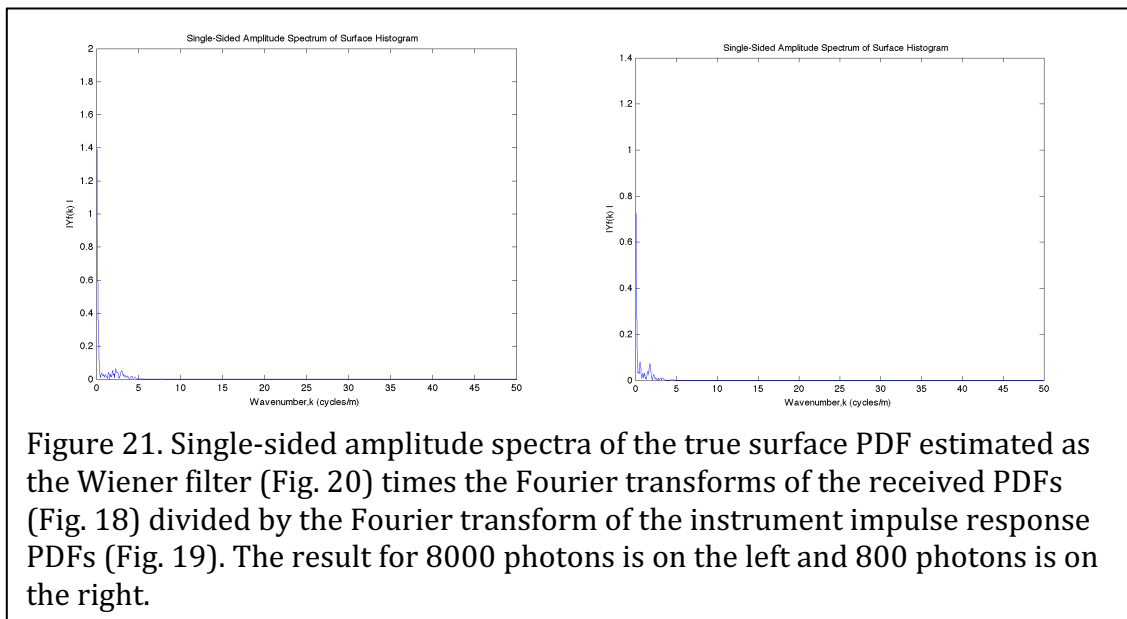 Single-Sided Amplitude Spectrum of Surface Histogram
2
1.8
1.6
1.4
1.2
1
0.8
0.6
0.4
0.2
0
|Yf(k) |
0 5 10 15 20 25 30 35 40 45 50
Wavenumber,k (cycles/m)
Single-Sided Amplitude Spectrum of Surface Histogram
1.4
1.2
1
0.8
0.6
0.4
0.2
0
|Yf(k) |
0 5 10 15 20 25 30 35 40 45 50
Wavenumber,k (cycles/m)
Figure 21. Single-sided amplitude spectra of the true surface PDF estimated as
the Wiener filter (Fig. 20) times the Fourier transforms of the received PDFs
(Fig. 18) divided by the Fourier transform of the instrument impulse response
PDFs (Fig. 19). The result for 8000 photons is on the left and 800 photons is on
the right.